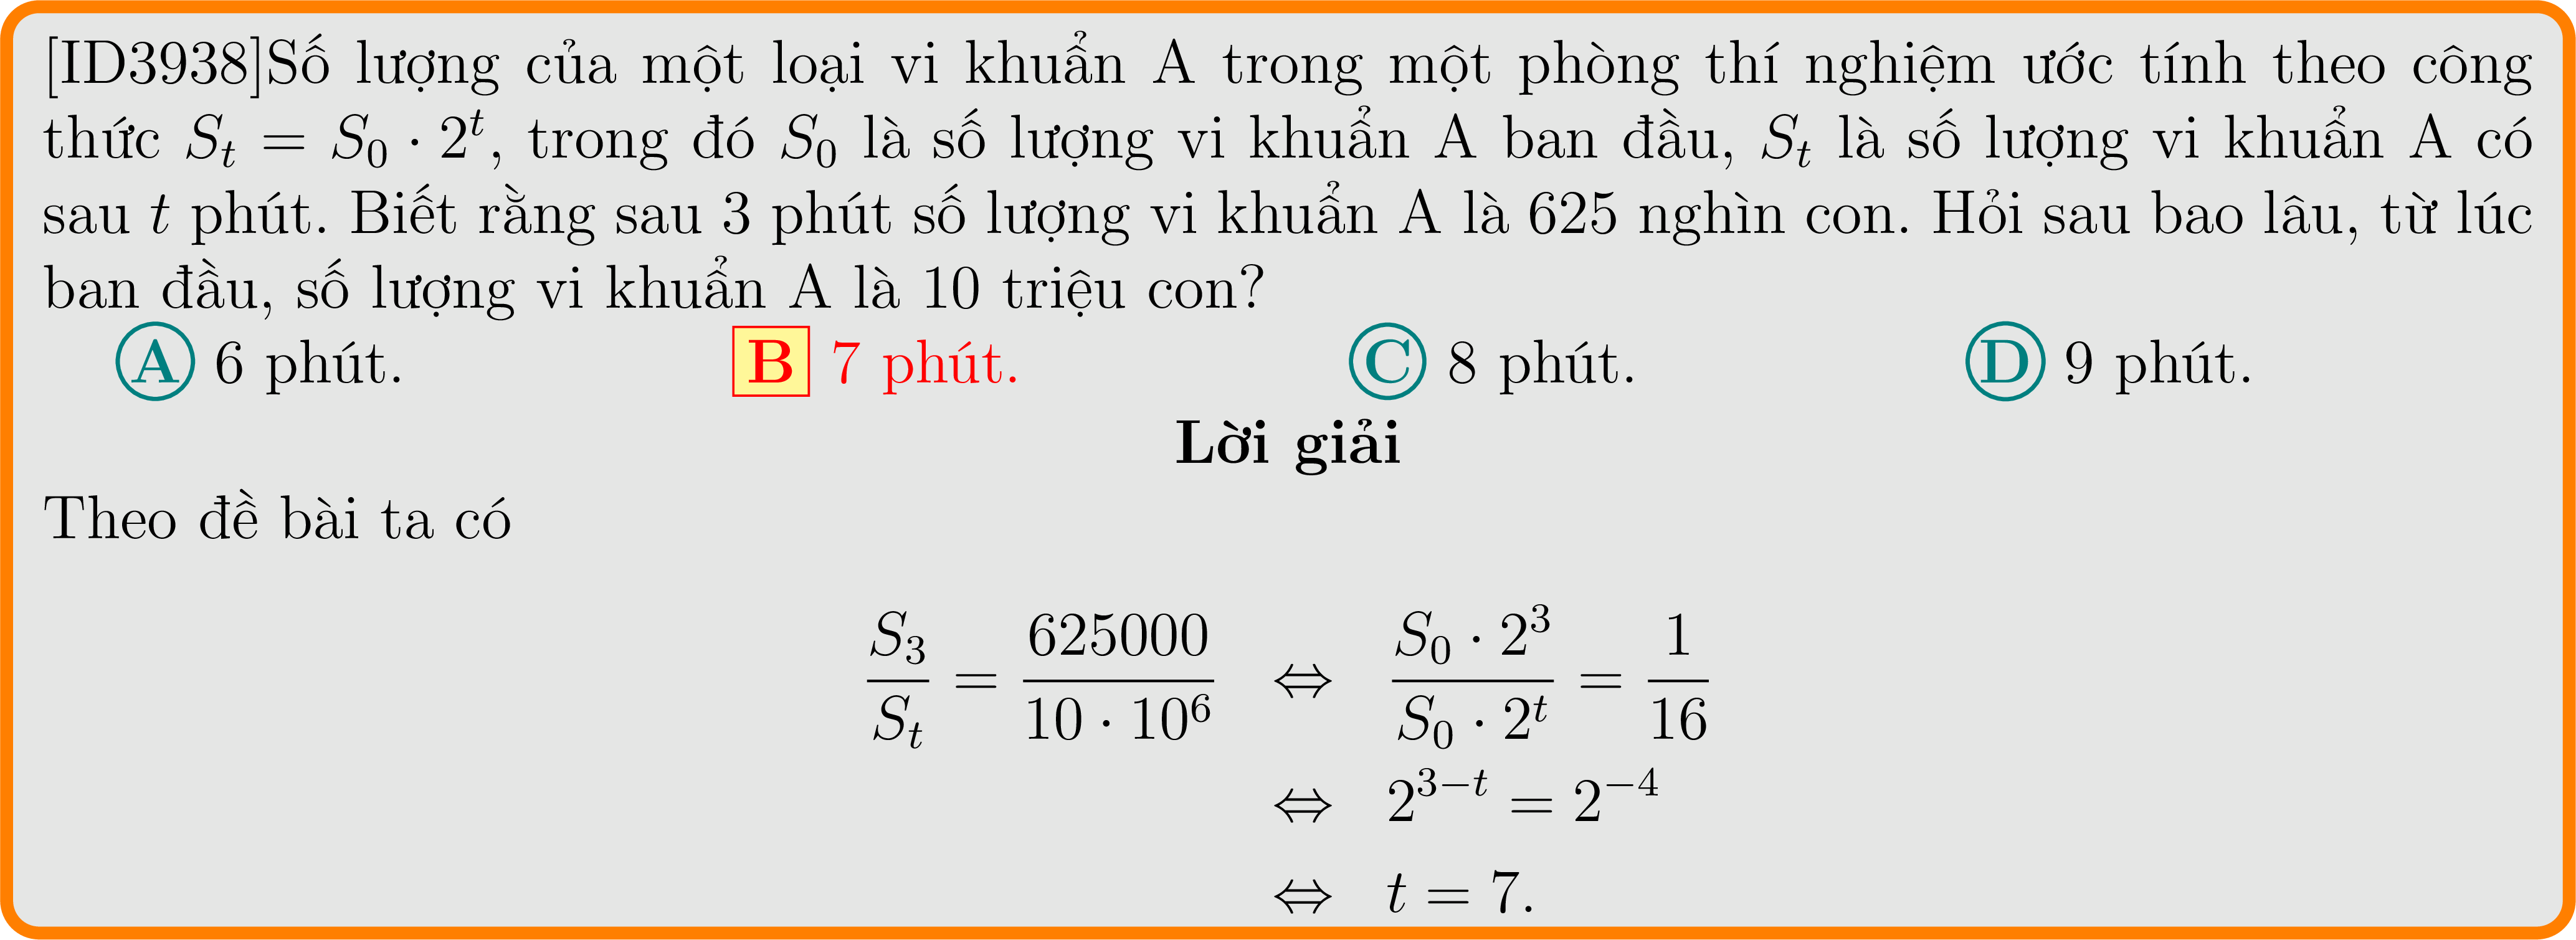 [ID3938]Số lượng của một loại vi khuẩn A trong một phòng thí nghiệm ước tính theo công
thức $S_t = S_0 \cdot 2^t$, trong đó $S_0$ là số lượng vi khuẩn A ban đầu, $S_t$ là số lượng vi khuẩn A có
sau $t$ phút. Biết rằng sau 3 phút số lượng vi khuẩn A là 625 nghìn con. Hỏi sau bao lâu, từ lúc
ban đầu, số lượng vi khuẩn A là 10 triệu con?
A 6 phút. B 7 phút. C 8 phút. D 9 phút.
Lời giải
Theo đề bài ta có
$\frac{S_3}{S_t} = \frac{625000}{10 \cdot 10^6} \Leftrightarrow \frac{S_0 \cdot 2^3}{S_0 \cdot 2^t} = \frac{1}{16}$
$\Leftrightarrow 2^{3-t} = 2^{-4}$
$\Leftrightarrow t = 7.$